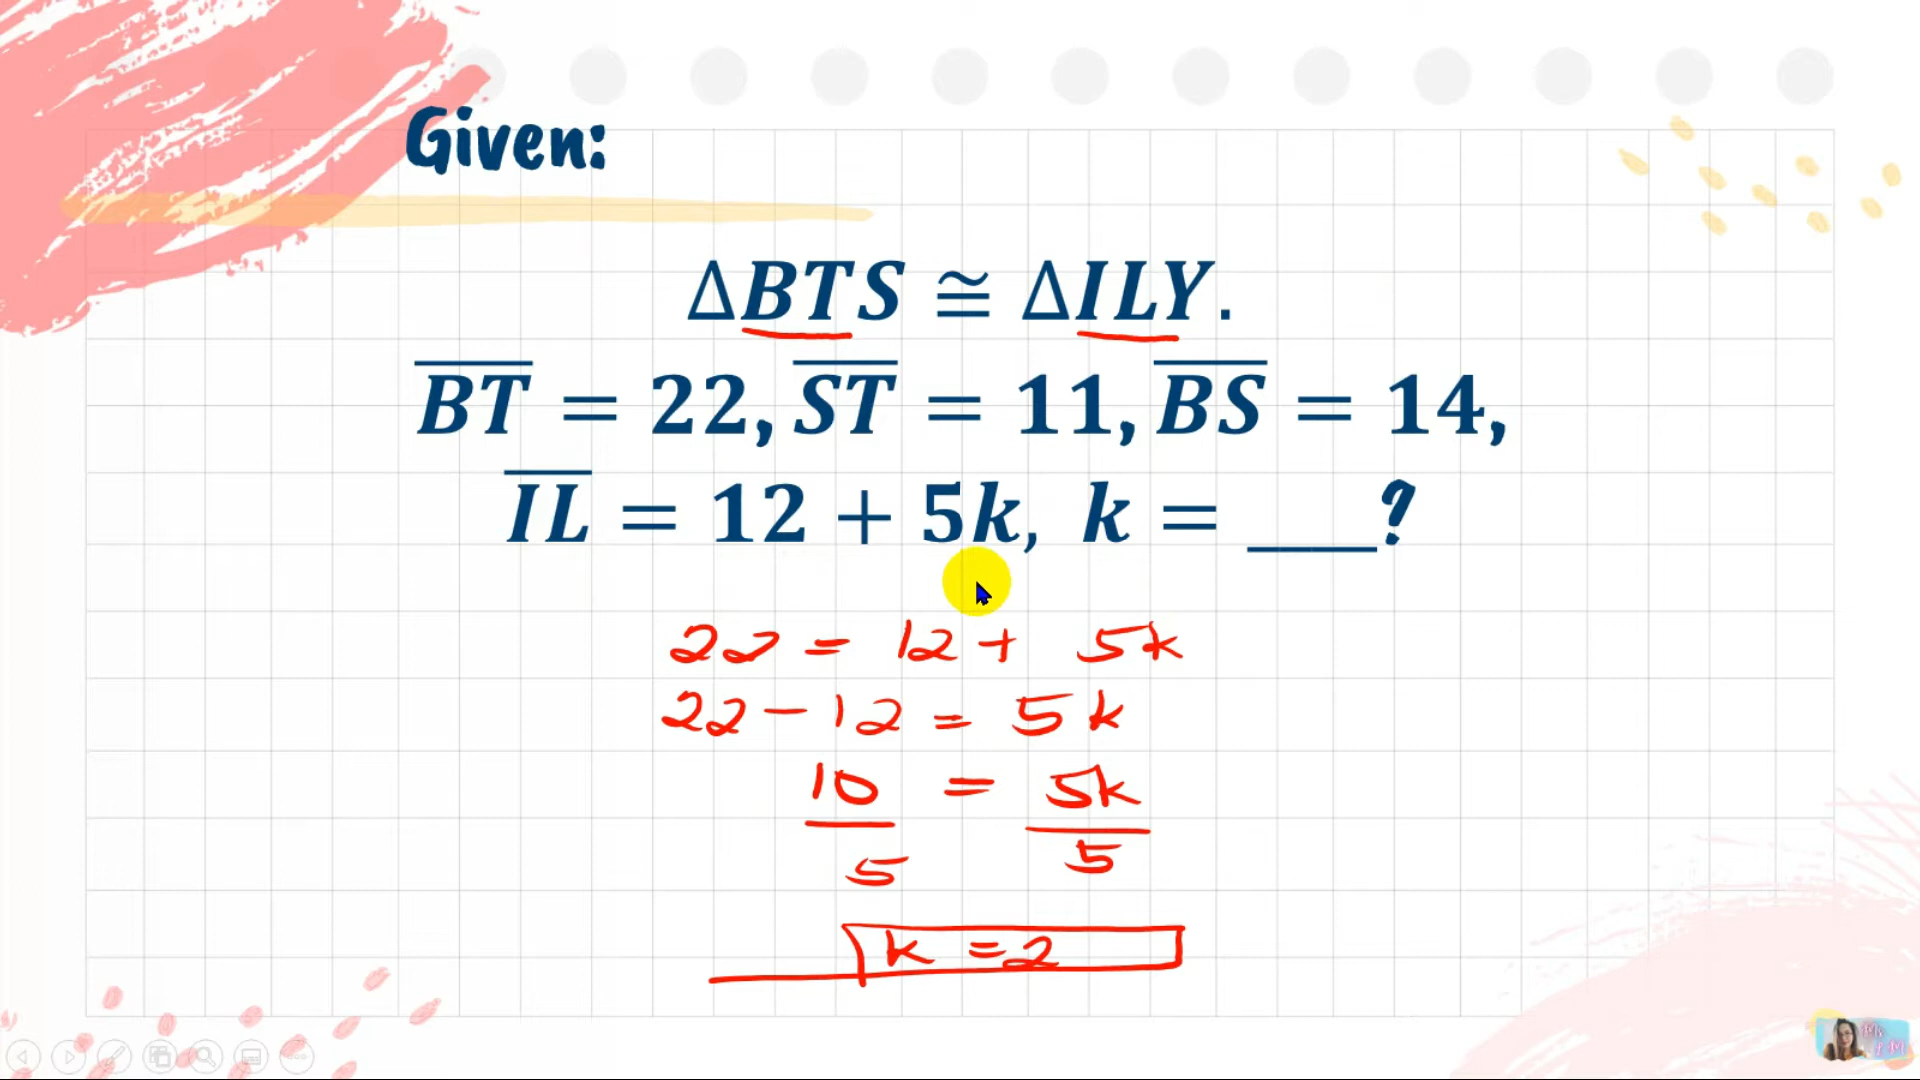 Given:
ΔBTS ≅ ΔILY.
BT = 22, ST = 11, BS = 14,
IL = 12 + 5k, k = ___?
22 = 12 + 5k
22 - 12 = 5k
10 = 5k
5 5
k = 2